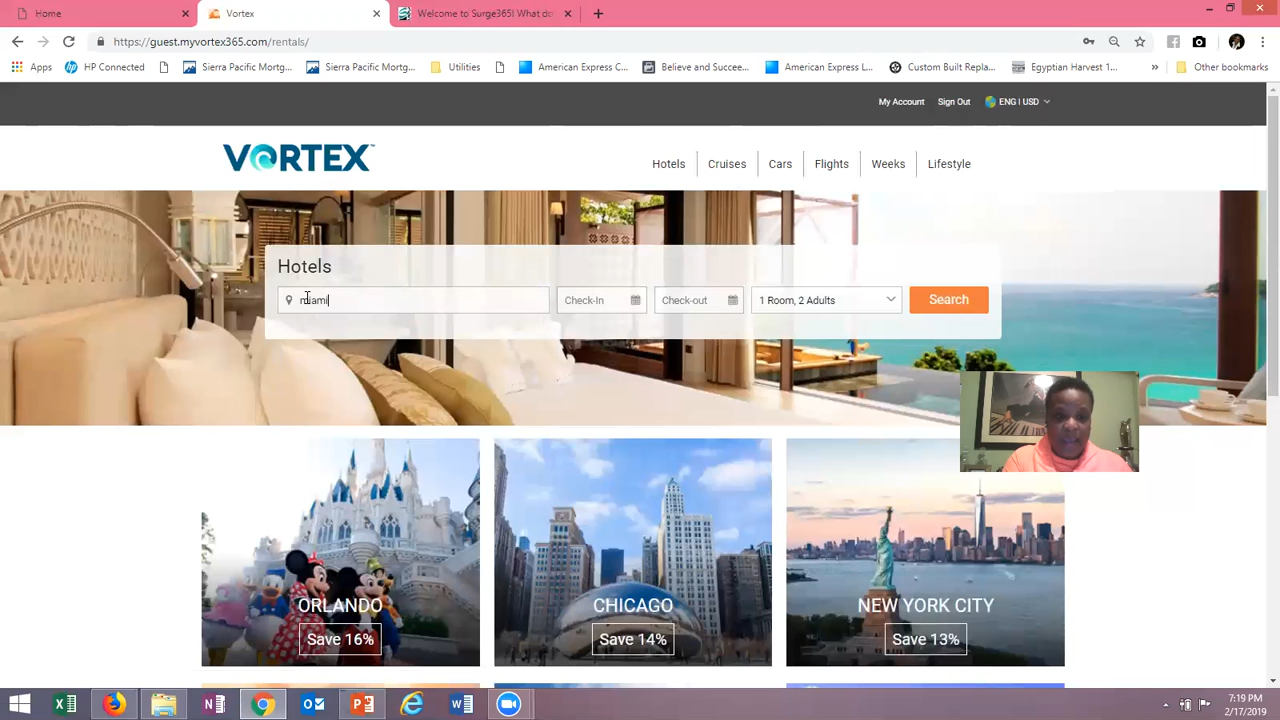 Home
Vortex
Welcome to Surge365! What do
https://guest.myvortex365.com/rentals/
Apps
HP Connected
Sierra Pacific Mortg...
Sierra Pacific Mortg...
Utilities
American Express C...
Believe and Succee...
American Express L...
Custom Built Repla...
Egyptian Harvest 1...
»
Other bookmarks
My Account
Sign Out
ENG | USD
VORTEX
Hotels
Cruises
Cars
Flights
Weeks
Lifestyle
Hotels
miami
Check-In
Check-out
1 Room, 2 Adults
Search
ORLANDO
Save 16%
CHICAGO
Save 14%
NEW YORK CITY
Save 13%
7:19 PM
2/17/2019